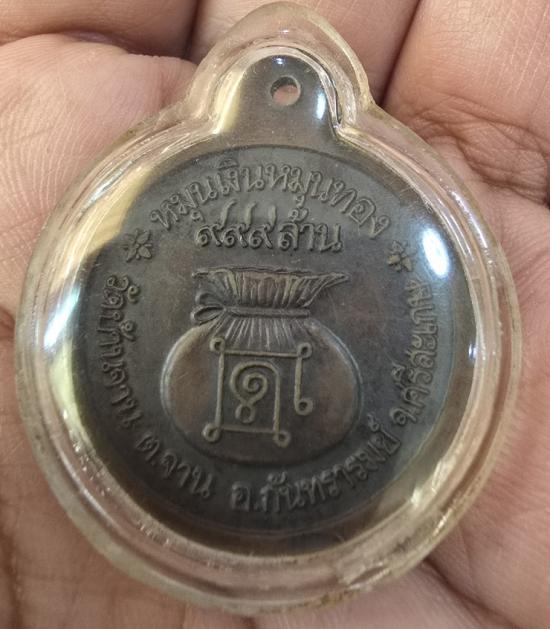 หมุนเงินหมุนทอง
๙๙๙ล้าน
วัดบ้านจาน ต.จาน อ.กันทรารมย์ จ.ศรีสะเกษ